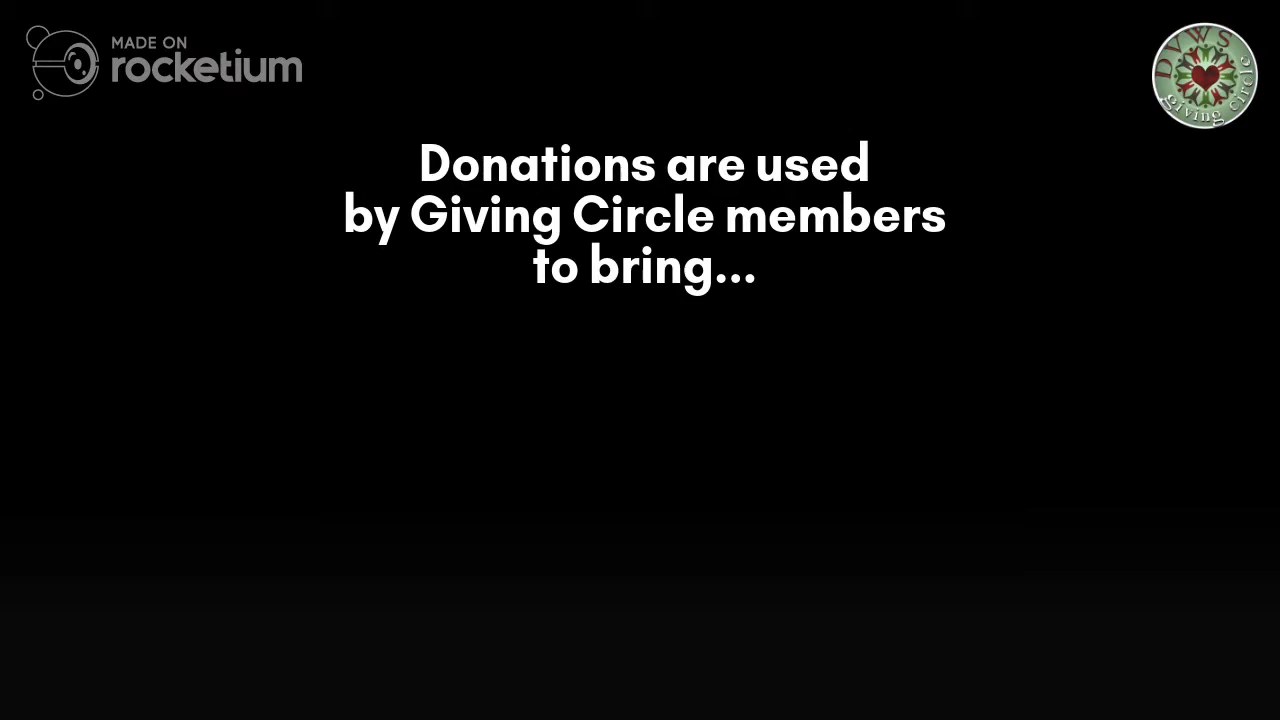 MADE ON
rocketium
DVWS
giving circle
Donations are used
by Giving Circle members
to bring...